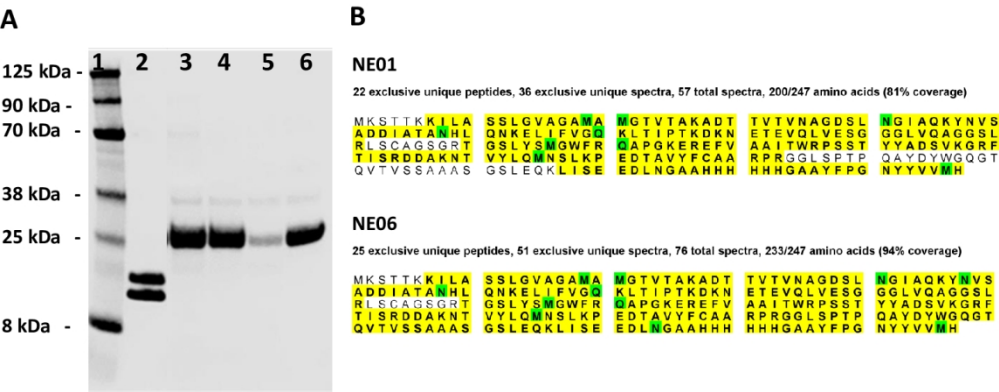 A
1 2 3 4 5 6
125 kDa -
90 kDa -
70 kDa -
38 kDa -
25 kDa -
8 kDa -
B
NE01
22 exclusive unique peptides, 36 exclusive unique spectra, 57 total spectra, 200/247 amino acids (81% coverage)
MKSTTKKILA SSLGVAGAMA MGTVTAKADT TVTVNAGDSL NGIAQKYNVS
ADDIATANHL QNKELIFVGQ KLTIPTKDKN ETEVQLVESG GGLVQAGGSL
RLSCAGSGRT GSLYSMGWFR QAPGKEREFV AAITWRPSST YYADSVKGRF
TISRDDAKNT VYLQMNSLKP EDTAVYFCAA RPRGGLSPTP QAYDYWGQGT
QVTVSSAAAS GSLEQKLISE EDLNGAAHHH HHHGAAYFPG NYYVVMH
NE06
25 exclusive unique peptides, 51 exclusive unique spectra, 76 total spectra, 233/247 amino acids (94% coverage)
MKSTTKKILA SSLGVAGAMA MGTVTAKADT TVTVNAGDSL NGIAQKYNVS
ADDIATANHL QNKELIFVGQ KLTIPTKDKN ETEVQLVESG GGLVQAGGSL
RLSCAGSGRT GSLYSMGWFR QAPGKEREFV AAITWRPSST YYADSVKGRF
TISRDDAKNT VYLQMNSLKP EDTAVYFCAA RPRGGLSPTP QAYDYWGQGT
QVTVSSAAAS GSLEQKLISE EDLNGAAHHH HHHGAAYFPG NYYVVMH